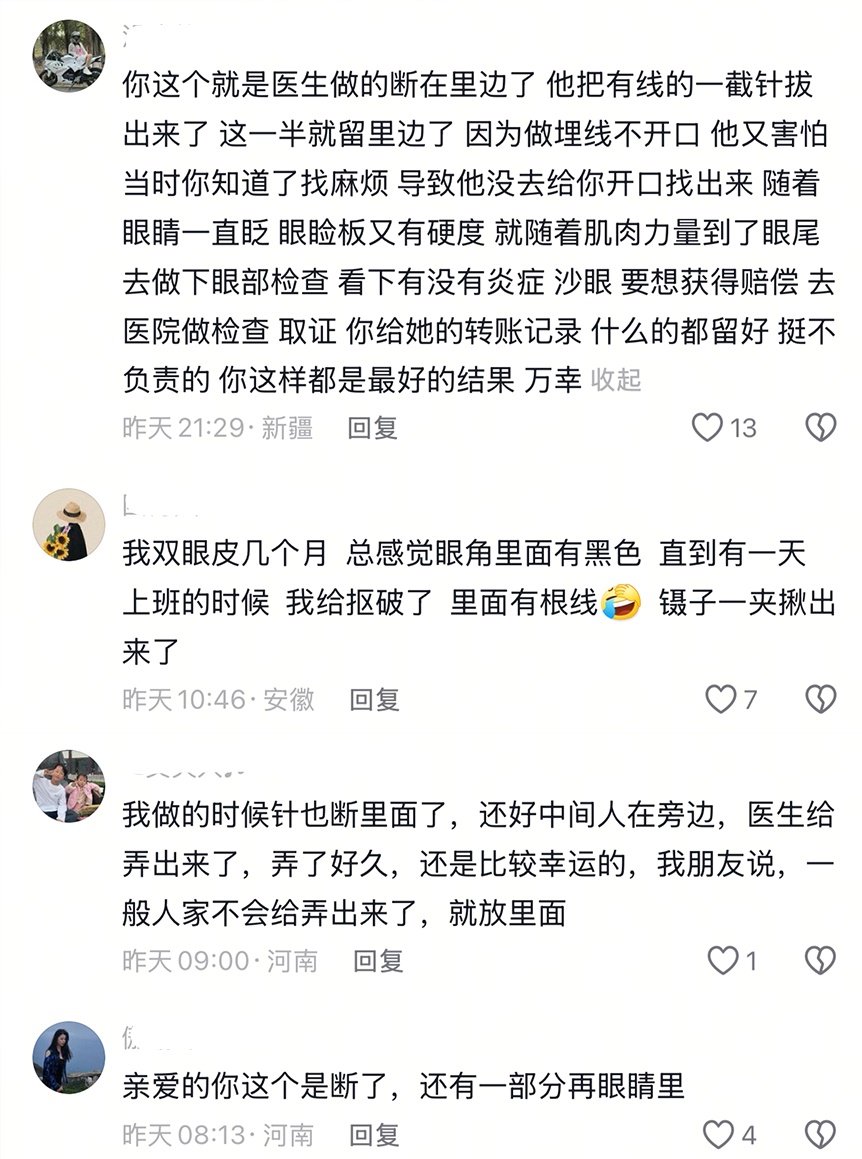 你这个就是医生做的断在里边了 他把有线的一截针拔
出来了 这一半就留里边了 因为做埋线不开口 他又害怕
当时你知道了找麻烦 导致他没去给你开口找出来 随着
眼睛一直眨 眼睑板又有硬度 就随着肌肉力量到了眼尾
去做下眼部检查 看下有没有炎症 沙眼 要想获得赔偿 去
医院做检查 取证 你给她的转账记录 什么的都留好 挺不
负责的 你这样都是最好的结果 万幸 收起
昨天 21:29· 新疆 回复 13
我双眼皮几个月 总感觉眼角里面有黑色 直到有一天
上班的时候 我给抠破了 里面有根线🤣 镊子一夹揪出
来了
昨天 10:46· 安徽 回复 7
我做的时候针也断里面了，还好中间人在旁边，医生给
弄出来了，弄了好久，还是比较幸运的，我朋友说，一
般人家不会给弄出来了，就放里面
昨天 09:00· 河南 回复 1
亲爱的你这个是断了，还有一部分再眼睛里
昨天 08:13· 河南 回复 4